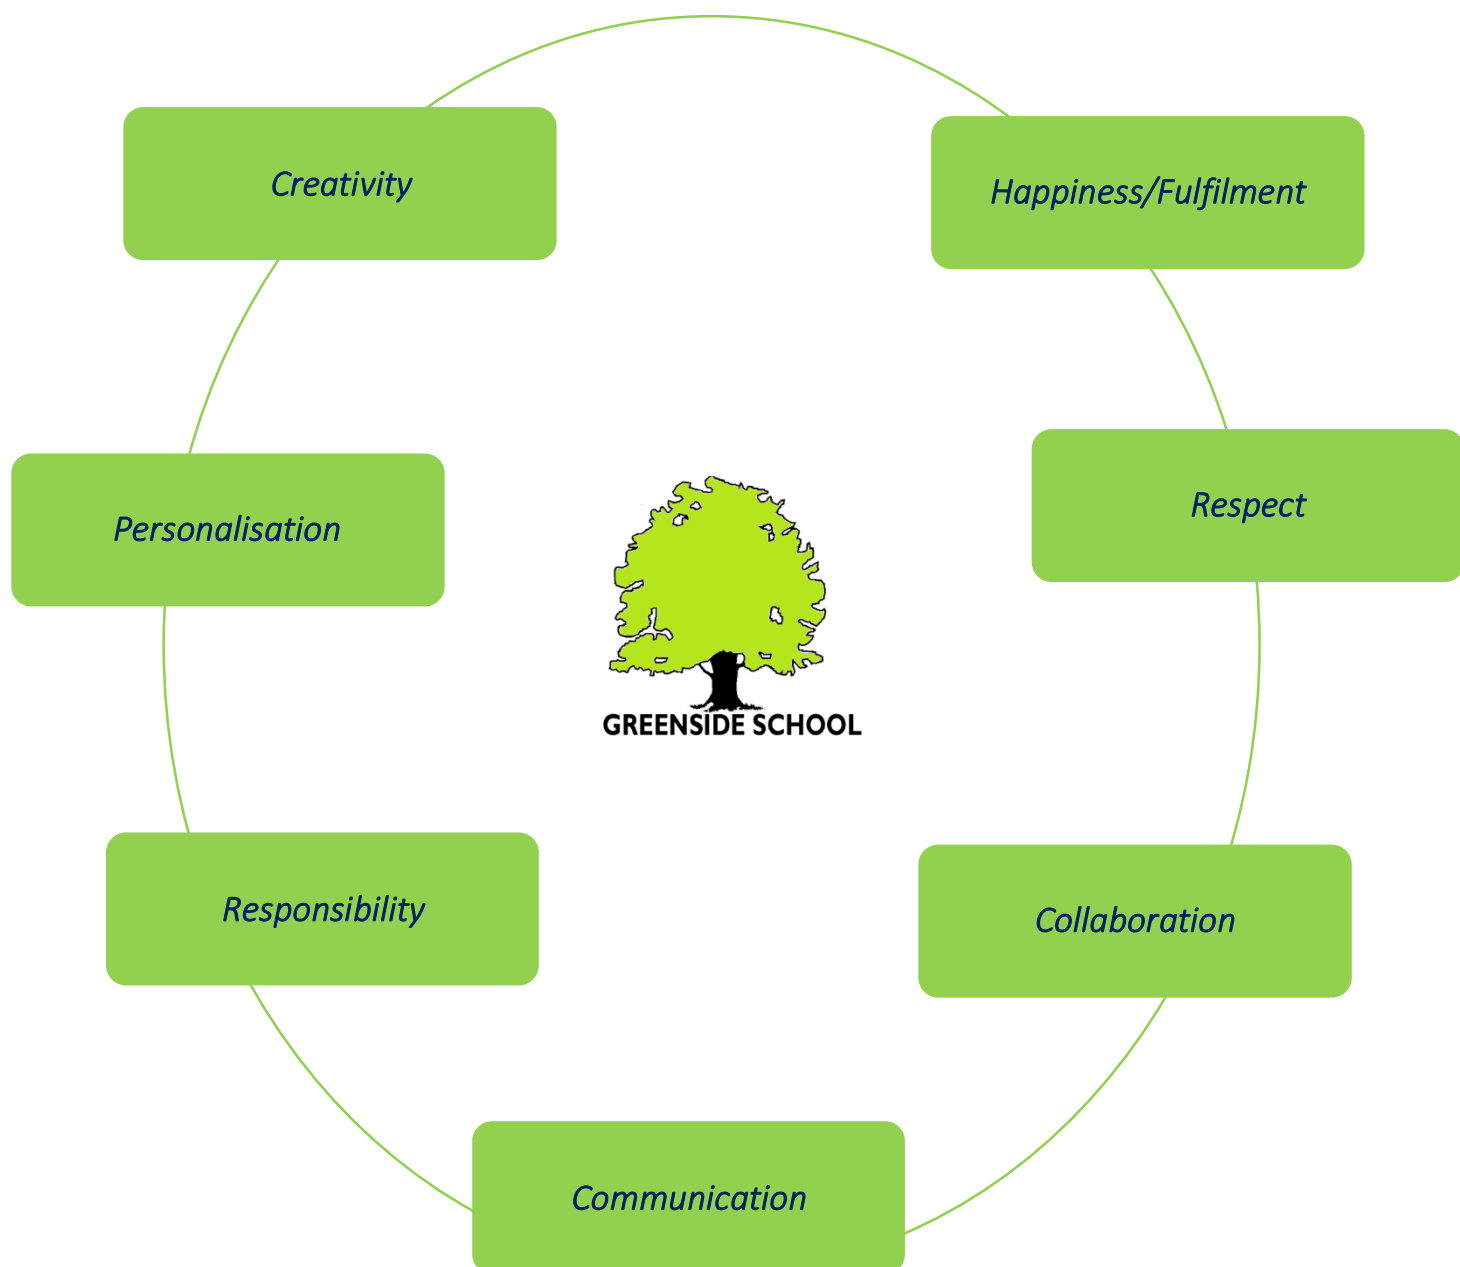 Creativity
Happiness/Fulfilment
Personalisation
Respect
GREENSIDE SCHOOL
Responsibility
Collaboration
Communication